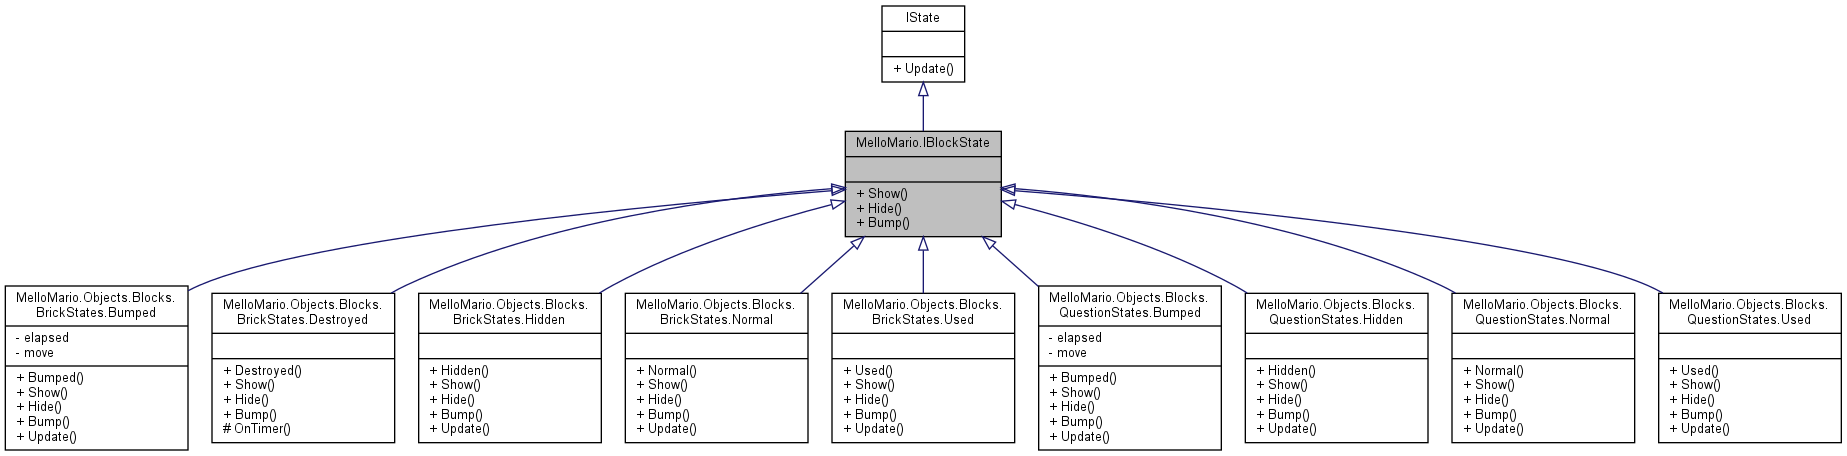 IState
+ Update()
MelloMario.IBlockState
+ Show()
+ Hide()
+ Bump()
MelloMario.Objects.Blocks.
BrickStates.Bumped
- elapsed
- move
+ Bumped()
+ Show()
+ Hide()
+ Bump()
+ Update()
MelloMario.Objects.Blocks.
BrickStates.Destroyed
+ Destroyed()
+ Show()
+ Hide()
+ Bump()
# OnTimer()
MelloMario.Objects.Blocks.
BrickStates.Hidden
+ Hidden()
+ Show()
+ Hide()
+ Bump()
+ Update()
MelloMario.Objects.Blocks.
BrickStates.Normal
+ Normal()
+ Show()
+ Hide()
+ Bump()
+ Update()
MelloMario.Objects.Blocks.
BrickStates.Used
+ Used()
+ Show()
+ Hide()
+ Bump()
+ Update()
MelloMario.Objects.Blocks.
QuestionStates.Bumped
- elapsed
- move
+ Bumped()
+ Show()
+ Hide()
+ Bump()
+ Update()
MelloMario.Objects.Blocks.
QuestionStates.Hidden
+ Hidden()
+ Show()
+ Hide()
+ Bump()
+ Update()
MelloMario.Objects.Blocks.
QuestionStates.Normal
+ Normal()
+ Show()
+ Hide()
+ Bump()
+ Update()
MelloMario.Objects.Blocks.
QuestionStates.Used
+ Used()
+ Show()
+ Hide()
+ Bump()
+ Update()